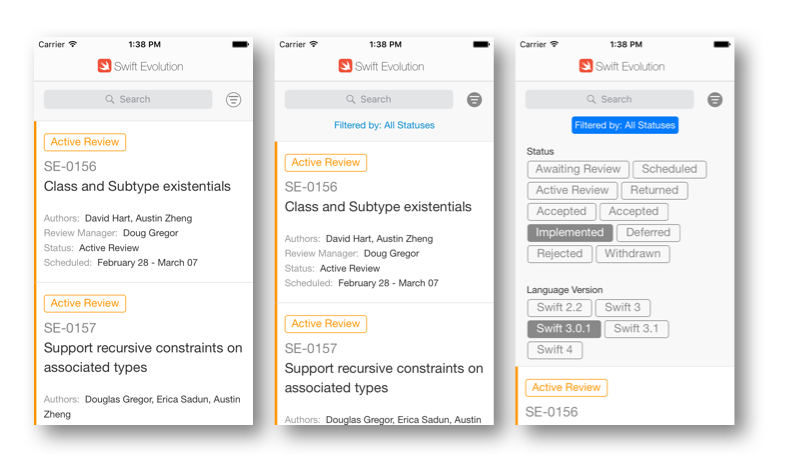 Carrier 1:38 PM
Swift Evolution
Search
Active Review
SE-0156
Class and Subtype existentials
Authors: David Hart, Austin Zheng
Review Manager: Doug Gregor
Status: Active Review
Scheduled: February 28 - March 07
Active Review
SE-0157
Support recursive constraints on
associated types
Authors: Douglas Gregor, Erica Sadun, Austin
Zheng
Carrier 1:38 PM
Swift Evolution
Search
Filtered by: All Statuses
Active Review
SE-0156
Class and Subtype existentials
Authors: David Hart, Austin Zheng
Review Manager: Doug Gregor
Status: Active Review
Scheduled: February 28 - March 07
Active Review
SE-0157
Support recursive constraints on
associated types
Authors: Douglas Gregor, Erica Sadun, Austin
Carrier 1:38 PM
Swift Evolution
Search
Filtered by: All Statuses
Status
Awaiting Review Scheduled
Active Review Returned
Accepted Accepted
Implemented Deferred
Rejected Withdrawn
Language Version
Swift 2.2 Swift 3
Swift 3.0.1 Swift 3.1
Swift 4
Active Review
SE-0156